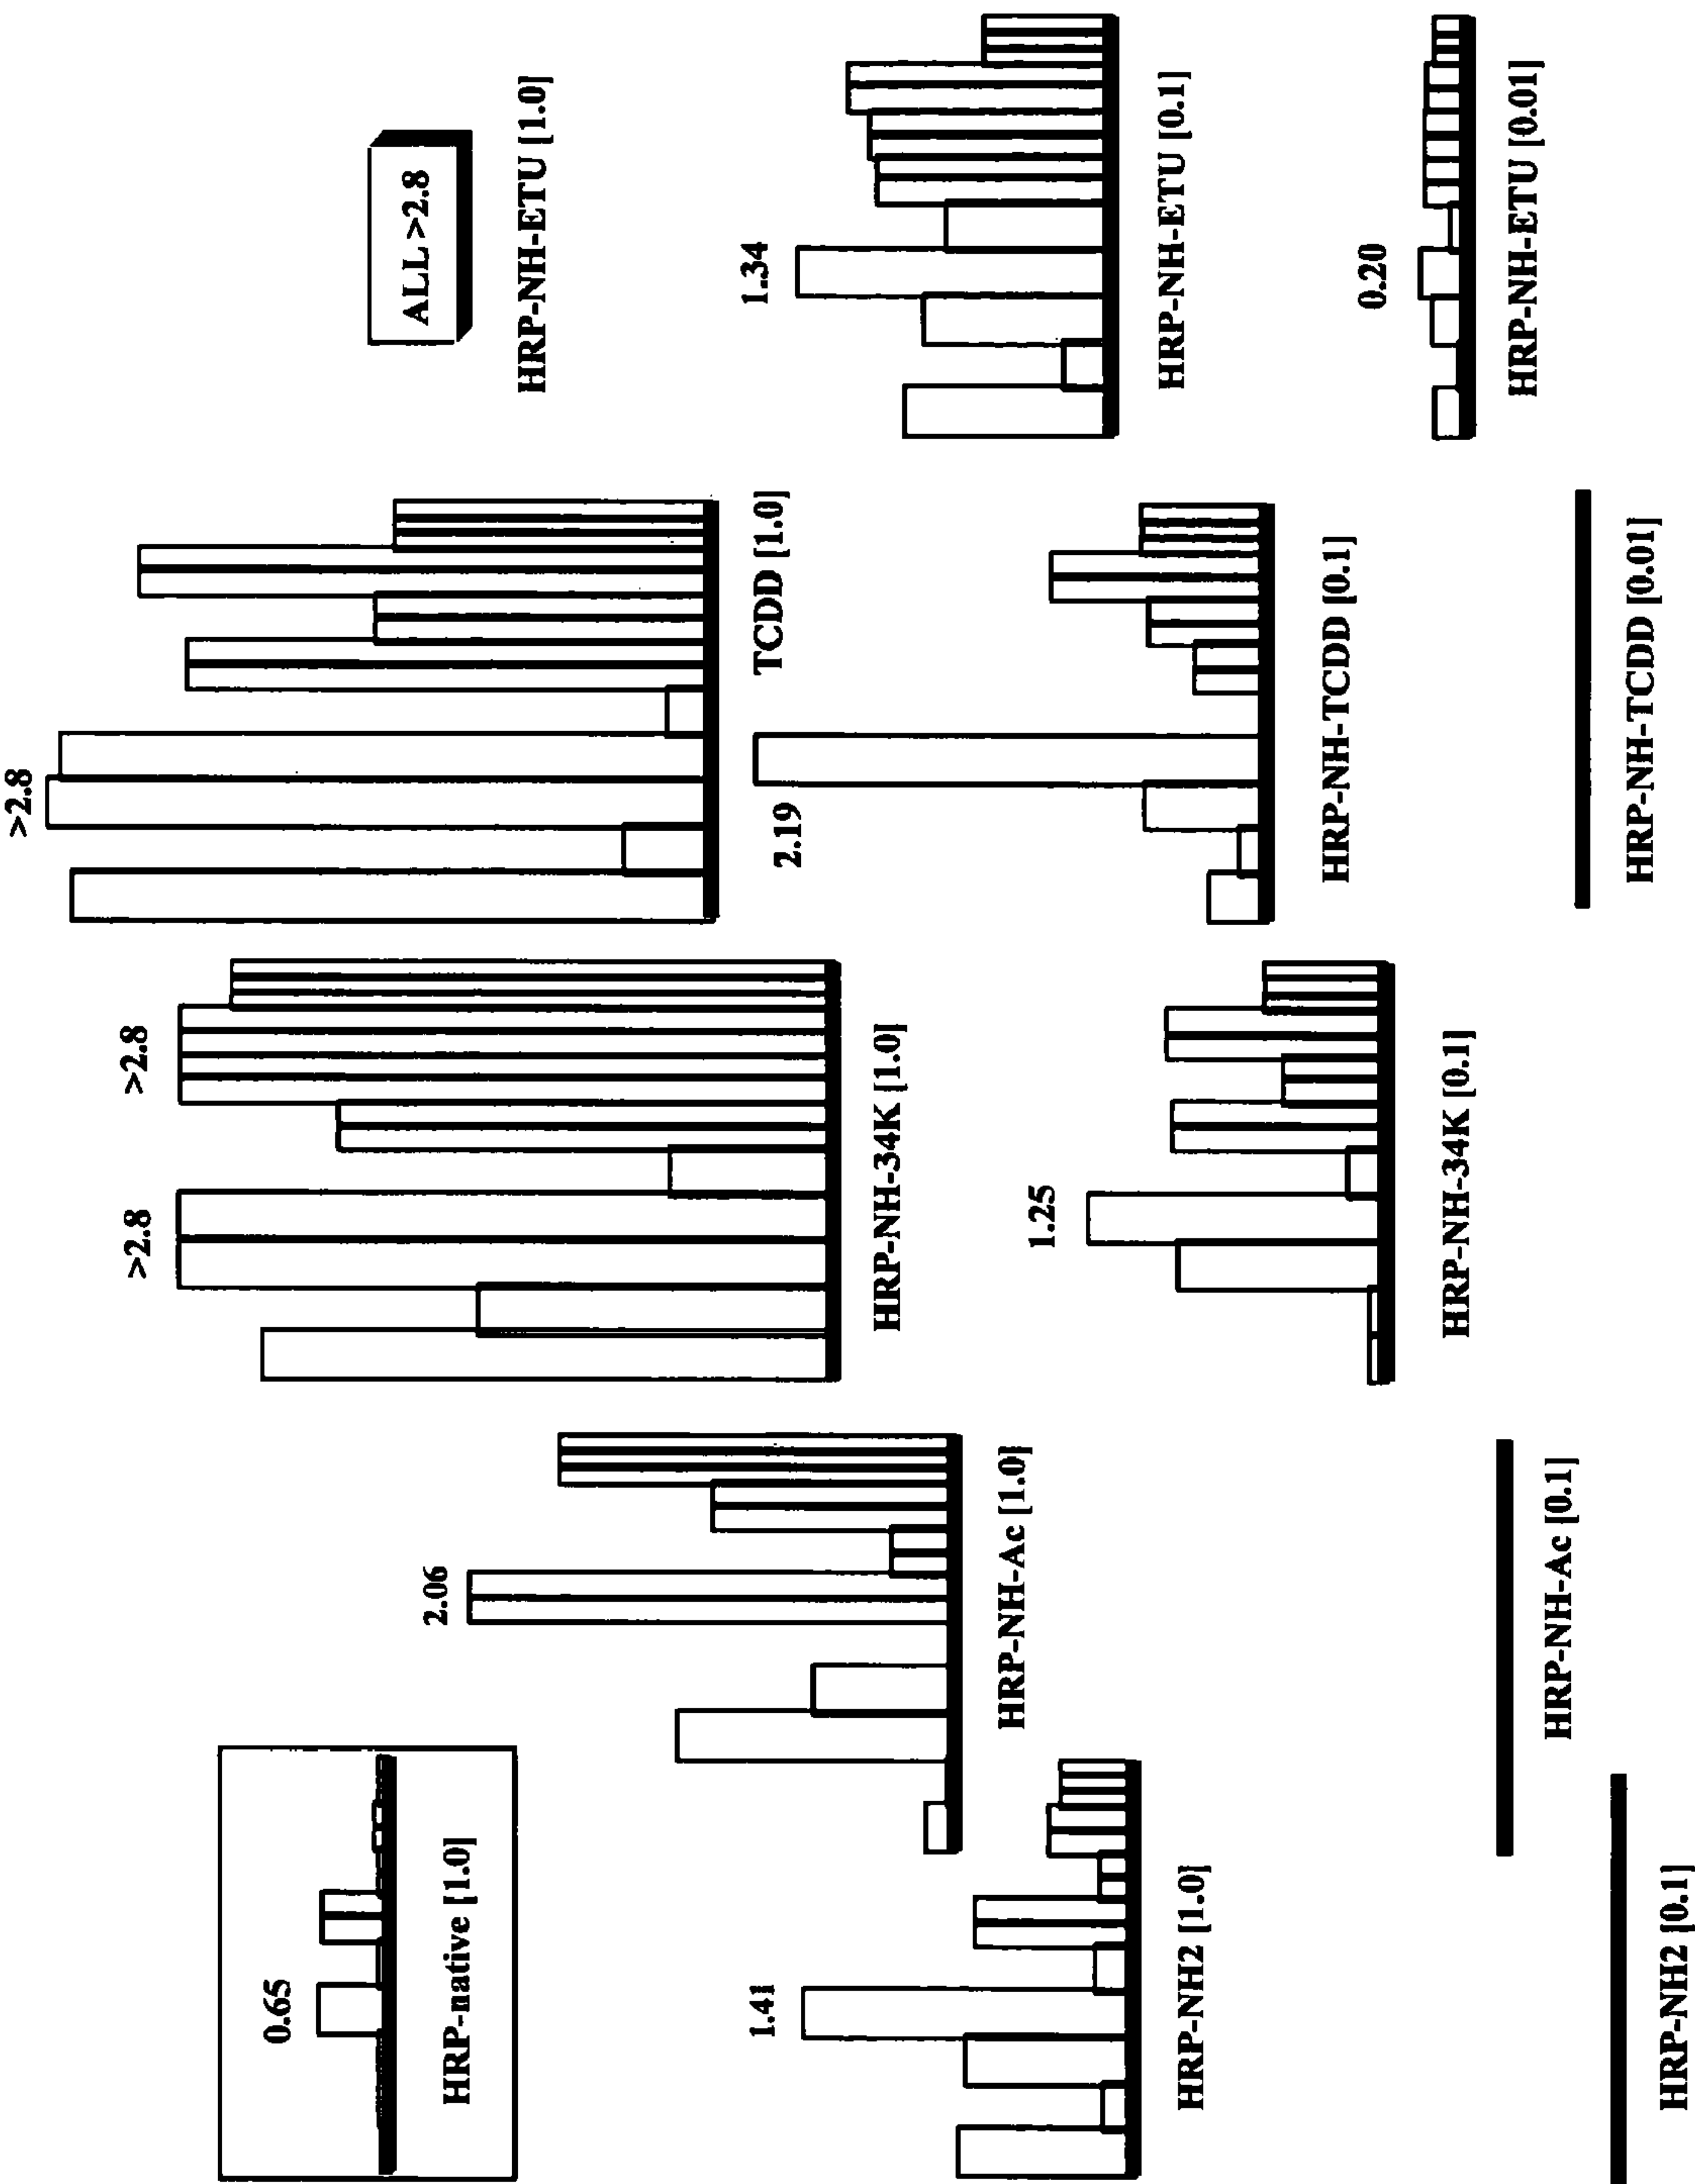 0.65
HRP-native [1.0]
1.41
HRP-NH2 [1.0]
HRP-NH2 [0.1]
2.06
HRP-NH-Ac [1.0]
HRP-NH-Ac [0.1]
>2.8
>2.8
HRP-NH-34K [1.0]
1.25
HRP-NH-34K [0.1]
>2.8
TCDD [1.0]
2.19
HRP-NH-TCDD [0.1]
HRP-NH-TCDD [0.01]
ALL >2.8
HRP-NH-ETU [1.0]
1.34
HRP-NH-ETU [0.1]
0.20
HRP-NH-ETU [0.01]